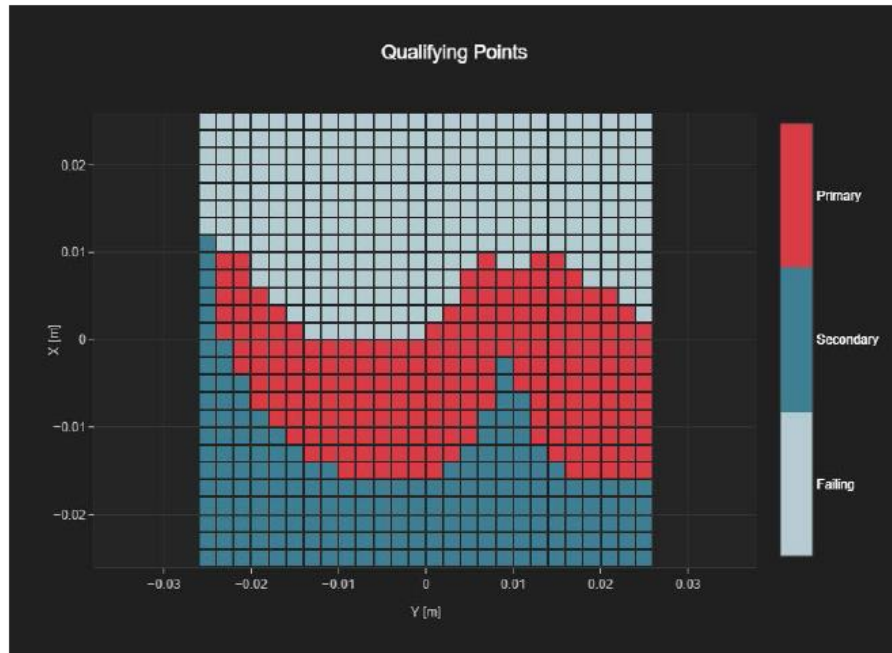 Qualifying Points
0.02
0.01
0
−0.01
−0.02
X [m]
−0.03
−0.02
−0.01
0
0.01
0.02
0.03
Y [m]
Primary
Secondary
Failing